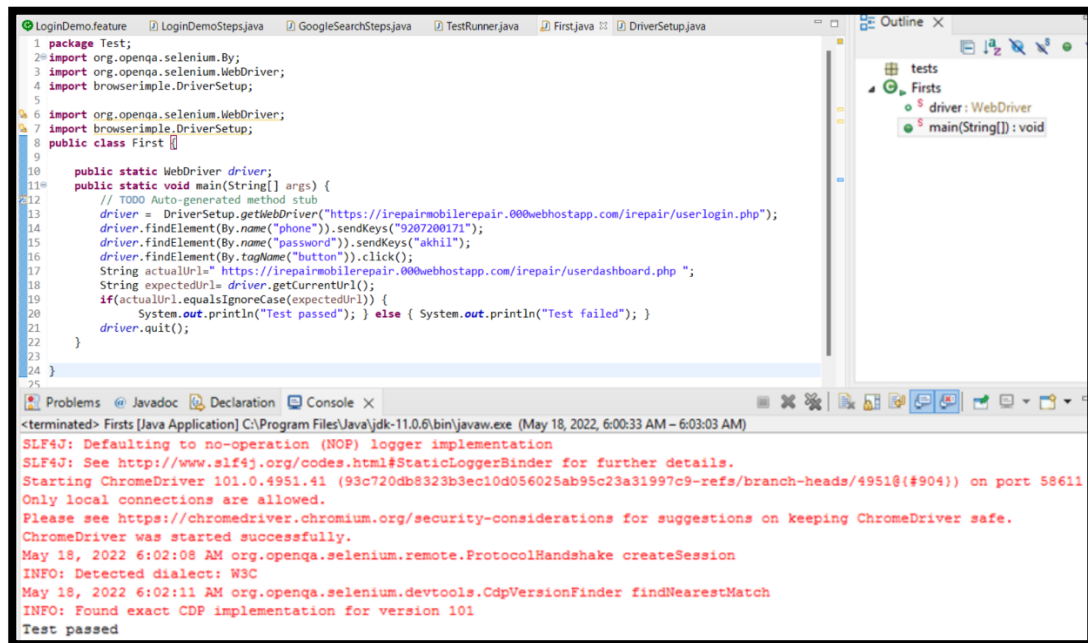 LoginDemo.feature LoginDemoSteps.java GoogleSearchSteps.java TestRunner.java First.java DriverSetup.java
1 package Test;
2 import org.openqa.selenium.By;
3 import org.openqa.selenium.WebDriver;
4 import browserimple.DriverSetup;
5
6 import org.openqa.selenium.WebDriver;
7 import browserimple.DriverSetup;
8 public class First {
9
10 public static WebDriver driver;
11 public static void main(String[] args) {
12 // TODO Auto-generated method stub
13 driver = DriverSetup.getWebDriver("https://irepairmobilerepair.000webhostapp.com/irepair/userlogin.php");
14 driver.findElement(By.name("phone")).sendKeys("9207200171");
15 driver.findElement(By.name("password")).sendKeys("akhil");
16 driver.findElement(By.tagName("button")).click();
17 String actualUrl=" https://irepairmobilerepair.000webhostapp.com/irepair/userdashboard.php ";
18 String expectedUrl= driver.getCurrentUrl();
19 if(actualUrl.equalsIgnoreCase(expectedUrl)) {
20 System.out.println("Test passed"); } else { System.out.println("Test failed"); }
21 driver.quit();
22 }
23
24 }
25
Outline
tests
Firsts
S driver : WebDriver
S main(String[]) : void
Problems Javadoc Declaration Console
<terminated> Firsts [Java Application] C:\Program Files\Java\jdk-11.0.6\bin\javaw.exe (May 18, 2022, 6:00:33 AM – 6:03:03 AM)
SLF4J: Defaulting to no-operation (NOP) logger implementation
SLF4J: See http://www.slf4j.org/codes.html#StaticLoggerBinder for further details.
Starting ChromeDriver 101.0.4951.41 (93c720db8323b3ec10d056025ab95c23a31997c9-refs/branch-heads/4951@{#904}) on port 58611
Only local connections are allowed.
Please see https://chromedriver.chromium.org/security-considerations for suggestions on keeping ChromeDriver safe.
ChromeDriver was started successfully.
May 18, 2022 6:02:08 AM org.openqa.selenium.remote.ProtocolHandshake createSession
INFO: Detected dialect: W3C
May 18, 2022 6:02:11 AM org.openqa.selenium.devtools.CdpVersionFinder findNearestMatch
INFO: Found exact CDP implementation for version 101
Test passed